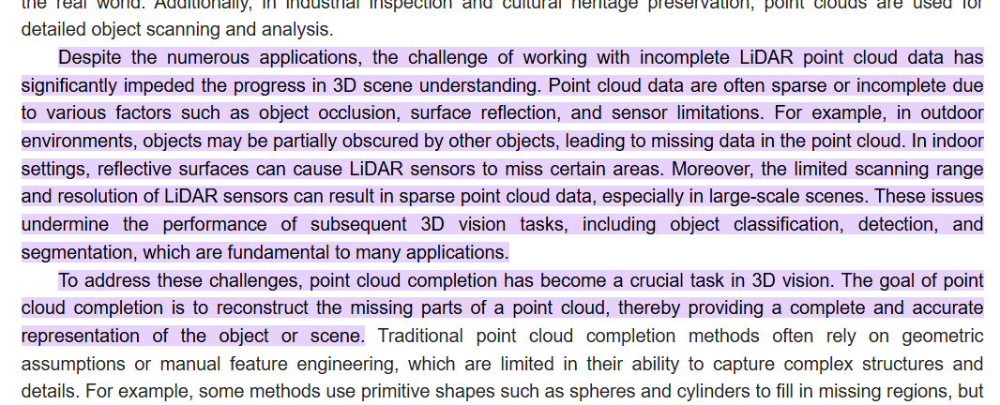 the real world. Additionally, in industrial inspection and cultural heritage preservation, point clouds are used for
detailed object scanning and analysis.
Despite the numerous applications, the challenge of working with incomplete LiDAR point cloud data has
significantly impeded the progress in 3D scene understanding. Point cloud data are often sparse or incomplete due
to various factors such as object occlusion, surface reflection, and sensor limitations. For example, in outdoor
environments, objects may be partially obscured by other objects, leading to missing data in the point cloud. In indoor
settings, reflective surfaces can cause LiDAR sensors to miss certain areas. Moreover, the limited scanning range
and resolution of LiDAR sensors can result in sparse point cloud data, especially in large-scale scenes. These issues
undermine the performance of subsequent 3D vision tasks, including object classification, detection, and
segmentation, which are fundamental to many applications.
To address these challenges, point cloud completion has become a crucial task in 3D vision. The goal of point
cloud completion is to reconstruct the missing parts of a point cloud, thereby providing a complete and accurate
representation of the object or scene. Traditional point cloud completion methods often rely on geometric
assumptions or manual feature engineering, which are limited in their ability to capture complex structures and
details. For example, some methods use primitive shapes such as spheres and cylinders to fill in missing regions, but